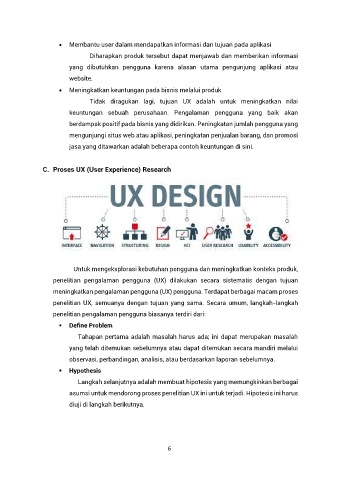 • Membantu user dalam mendapatkan informasi dan tujuan pada aplikasi
Diharapkan produk tersebut dapat menjawab dan memberikan informasi
yang dibutuhkan pengguna karena alasan utama pengunjung aplikasi atau
website.
• Meningkatkan keuntungan pada bisnis melalui produk
Tidak diragukan lagi, tujuan UX adalah untuk meningkatkan nilai
keuntungan sebuah perusahaan. Pengalaman pengguna yang baik akan
berdampak positif pada bisnis yang didirikan. Peningkatan jumlah pengguna yang
mengunjungi situs web atau aplikasi, peningkatan penjualan barang, dan promosi
jasa yang ditawarkan adalah beberapa contoh keuntungan di sini.
C. Proses UX (User Experience) Research
UX DESIGN
INTERFACE NAVIGATION STRUCTURING DESIGN HCI USER RESEARCH USABILITY ACCESSIBILITY
Untuk mengeksplorasi kebutuhan pengguna dan meningkatkan konteks produk,
penelitian pengalaman pengguna (UX) dilakukan secara sistematis dengan tujuan
meningkatkan pengalaman pengguna (UX) pengguna. Terdapat berbagai macam proses
penelitian UX, semuanya dengan tujuan yang sama. Secara umum, langkah-langkah
penelitian pengalaman pengguna biasanya terdiri dari:
• Define Problem
Tahapan pertama adalah masalah harus ada; ini dapat merupakan masalah
yang telah ditemukan sebelumnya atau dapat ditemukan secara mandiri melalui
observasi, perbandingan, analisis, atau berdasarkan laporan sebelumnya.
• Hypothesis
Langkah selanjutnya adalah membuat hipotesis yang memungkinkan berbagai
asumsi untuk mendorong proses penelitian UX ini untuk terjadi. Hipotesis ini harus
diuji di langkah berikutnya.
6